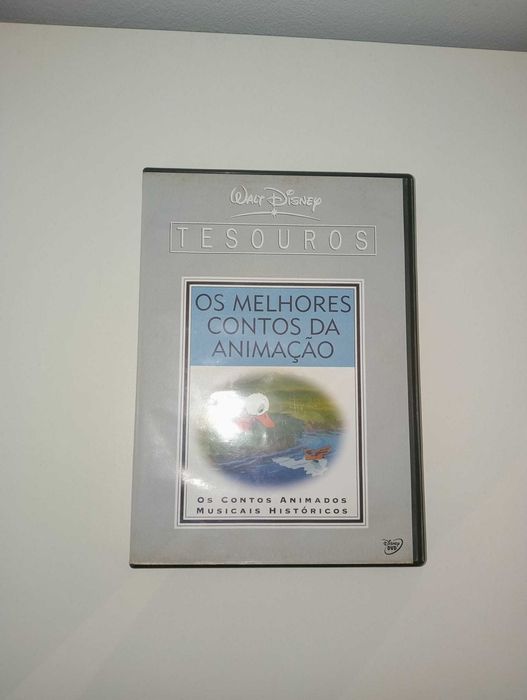 Walt Disney
TESOUROS
OS MELHORES
CONTOS DA
ANIMAÇÃO
OS CONTOS ANIMADOS
MUSICAIS HISTÓRICOS
Disney
DVD